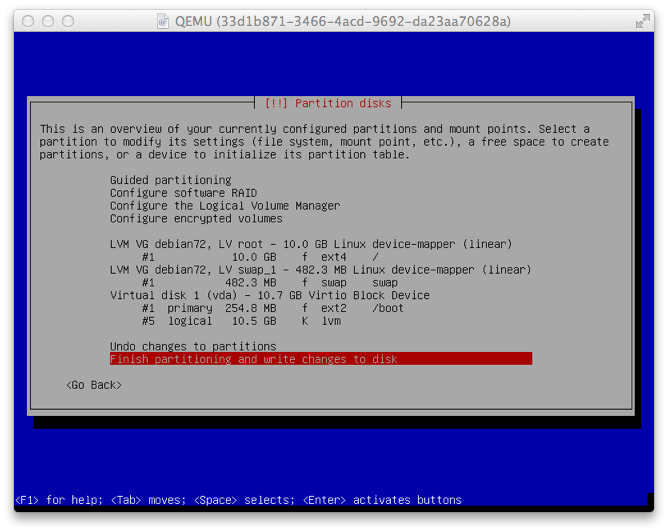 QEMU (33d1b871-3466-4acd-9692-da23aa70628a)
[!!] Partition disks
This is an overview of your currently configured partitions and mount points. Select a
partition to modify its settings (file system, mount point, etc.), a free space to create
partitions, or a device to initialize its partition table.
Guided partitioning
Configure software RAID
Configure the Logical Volume Manager
Configure encrypted volumes
LVM VG debian72, LV root - 10.0 GB Linux device-mapper (linear)
#1 10.0 GB f ext4 /
LVM VG debian72, LV swap_1 - 482.3 MB Linux device-mapper (linear)
#1 482.3 MB f swap swap
Virtual disk 1 (vda) - 10.7 GB Virtio Block Device
#1 primary 254.8 MB f ext2 /boot
#5 logical 10.5 GB K lvm
Undo changes to partitions
Finish partitioning and write changes to disk
<Go Back>
<F1> for help; <Tab> moves; <Space> selects; <Enter> activates buttons